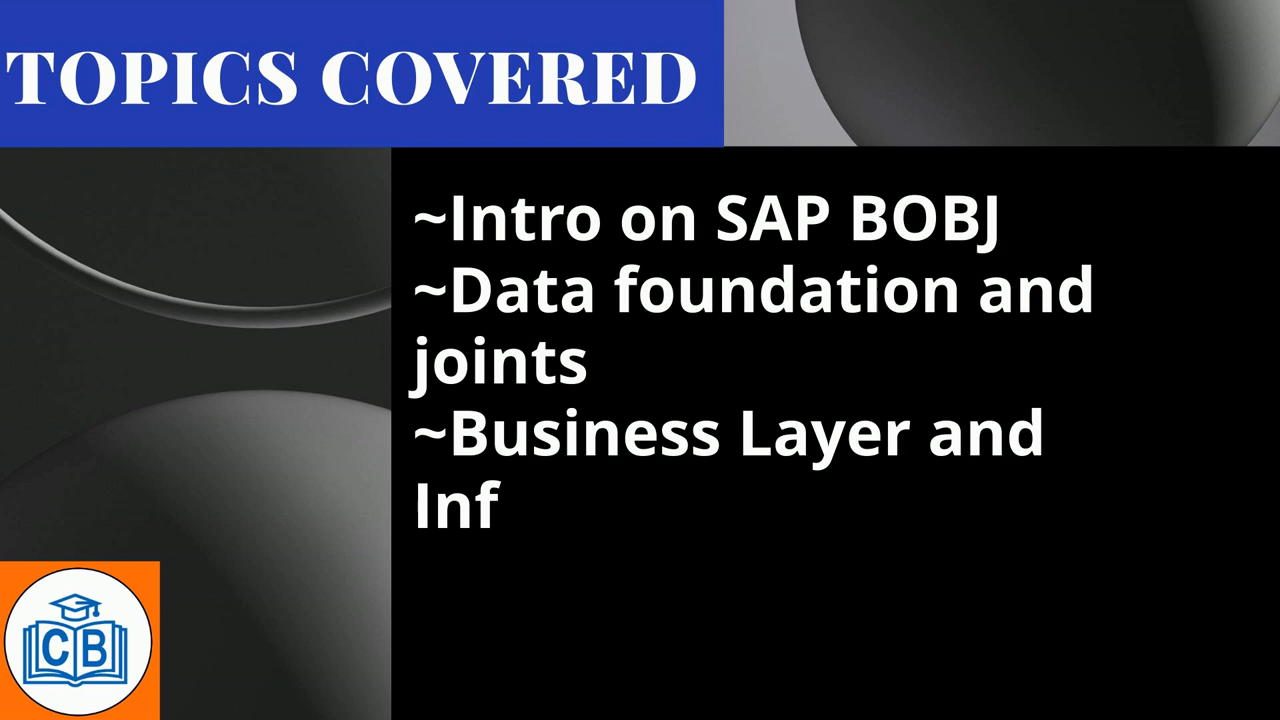 TOPICS COVERED
~Intro on SAP BOBJ
~Data foundation and
joints
~Business Layer and
Inf
CB